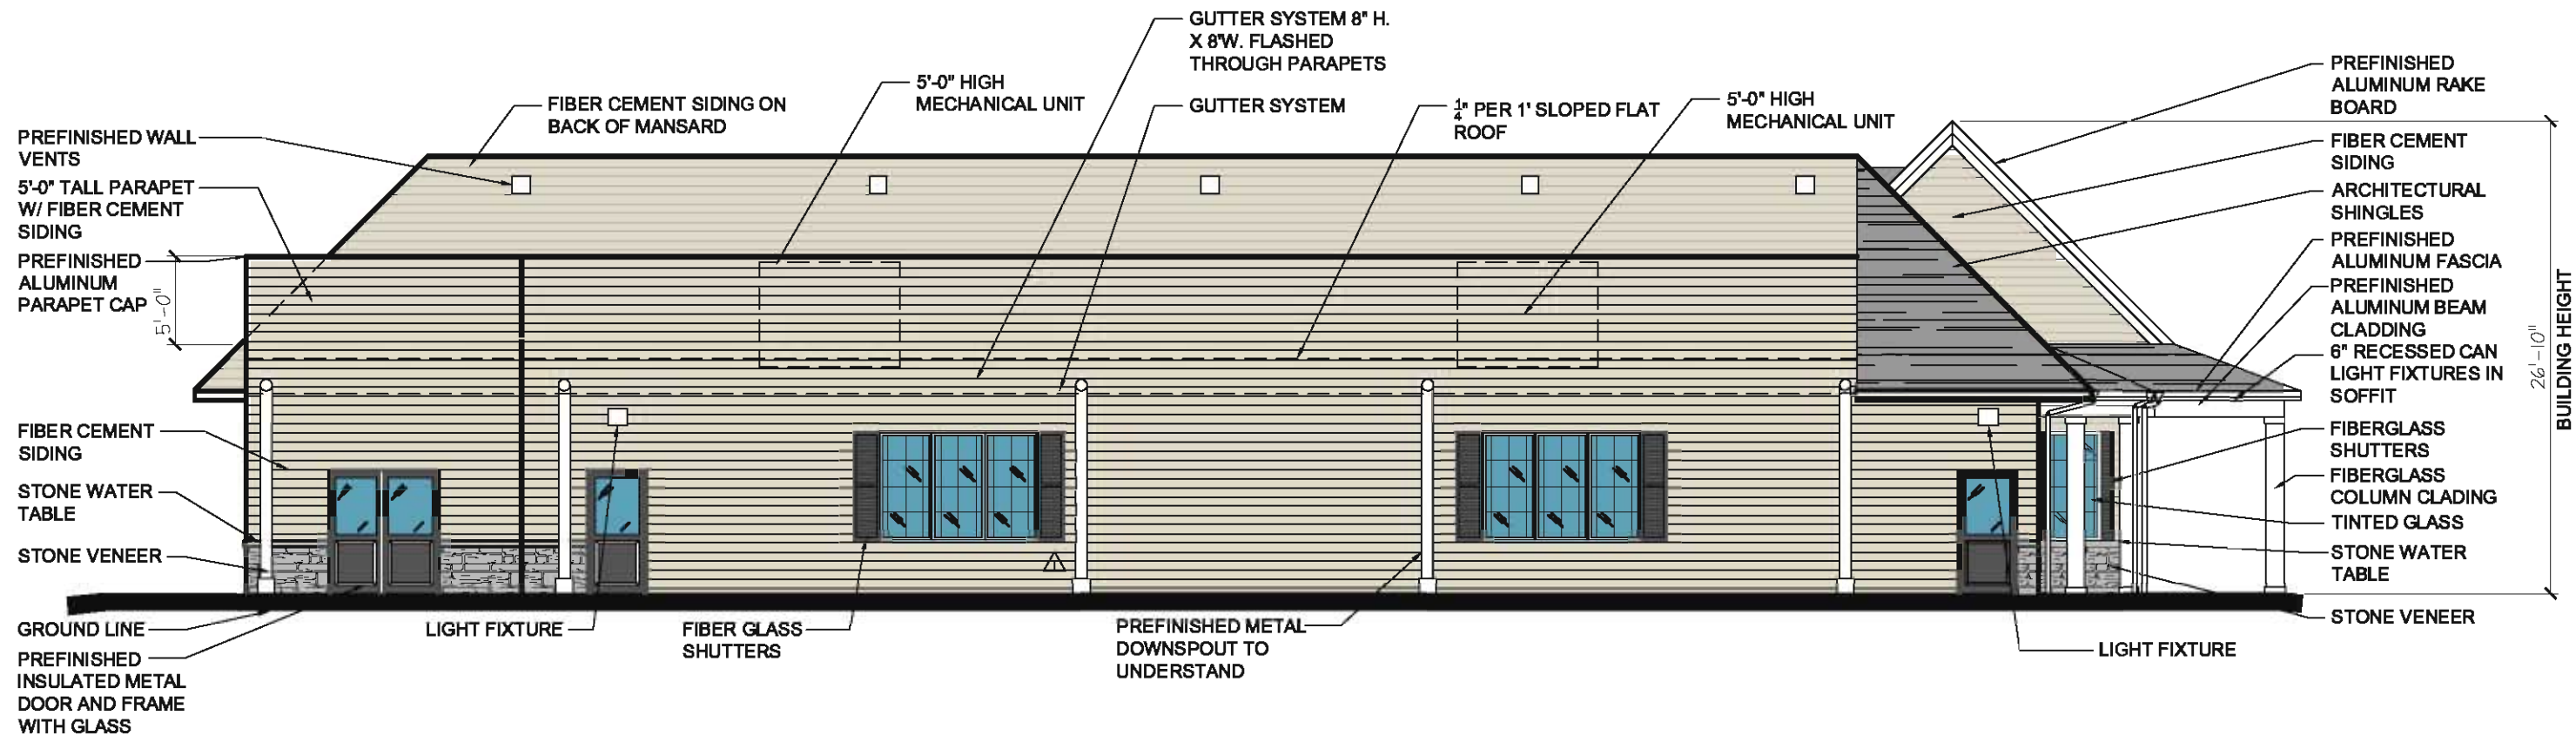 GUTTER SYSTEM 8" H.
X 8"W. FLASHED
THROUGH PARAPETS
5'-0" HIGH
MECHANICAL UNIT
FIBER CEMENT SIDING ON
BACK OF MANSARD
GUTTER SYSTEM
1/4" PER 1' SLOPED FLAT
ROOF
5'-0" HIGH
MECHANICAL UNIT
PREFINISHED WALL
VENTS
5'-0" TALL PARAPET
W/ FIBER CEMENT
SIDING
PREFINISHED
ALUMINUM
PARAPET CAP
5'-0"
FIBER CEMENT
SIDING
STONE WATER
TABLE
STONE VENEER
GROUND LINE
PREFINISHED
INSULATED METAL
DOOR AND FRAME
WITH GLASS
LIGHT FIXTURE
FIBER GLASS
SHUTTERS
1
PREFINISHED METAL
DOWNSPOUT TO
UNDERSTAND
LIGHT FIXTURE
PREFINISHED
ALUMINUM RAKE
BOARD
FIBER CEMENT
SIDING
ARCHITECTURAL
SHINGLES
PREFINISHED
ALUMINUM FASCIA
PREFINISHED
ALUMINUM BEAM
CLADDING
6" RECESSED CAN
LIGHT FIXTURES IN
SOFFIT
FIBERGLASS
SHUTTERS
FIBERGLASS
COLUMN CLADING
TINTED GLASS
STONE WATER
TABLE
STONE VENEER
26'-10"
BUILDING HEIGHT